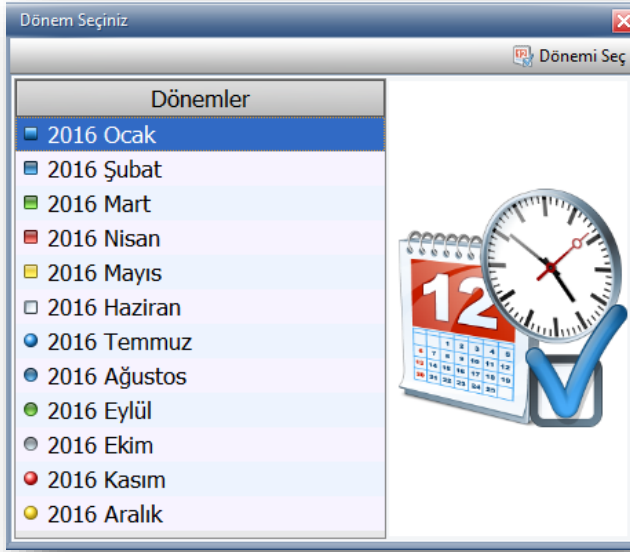 Dönem Seçiniz
Dönemi Seç
Dönemler
2016 Ocak
2016 Şubat
2016 Mart
2016 Nisan
2016 Mayıs
2016 Haziran
2016 Temmuz
2016 Ağustos
2016 Eylül
2016 Ekim
2016 Kasım
2016 Aralık
12